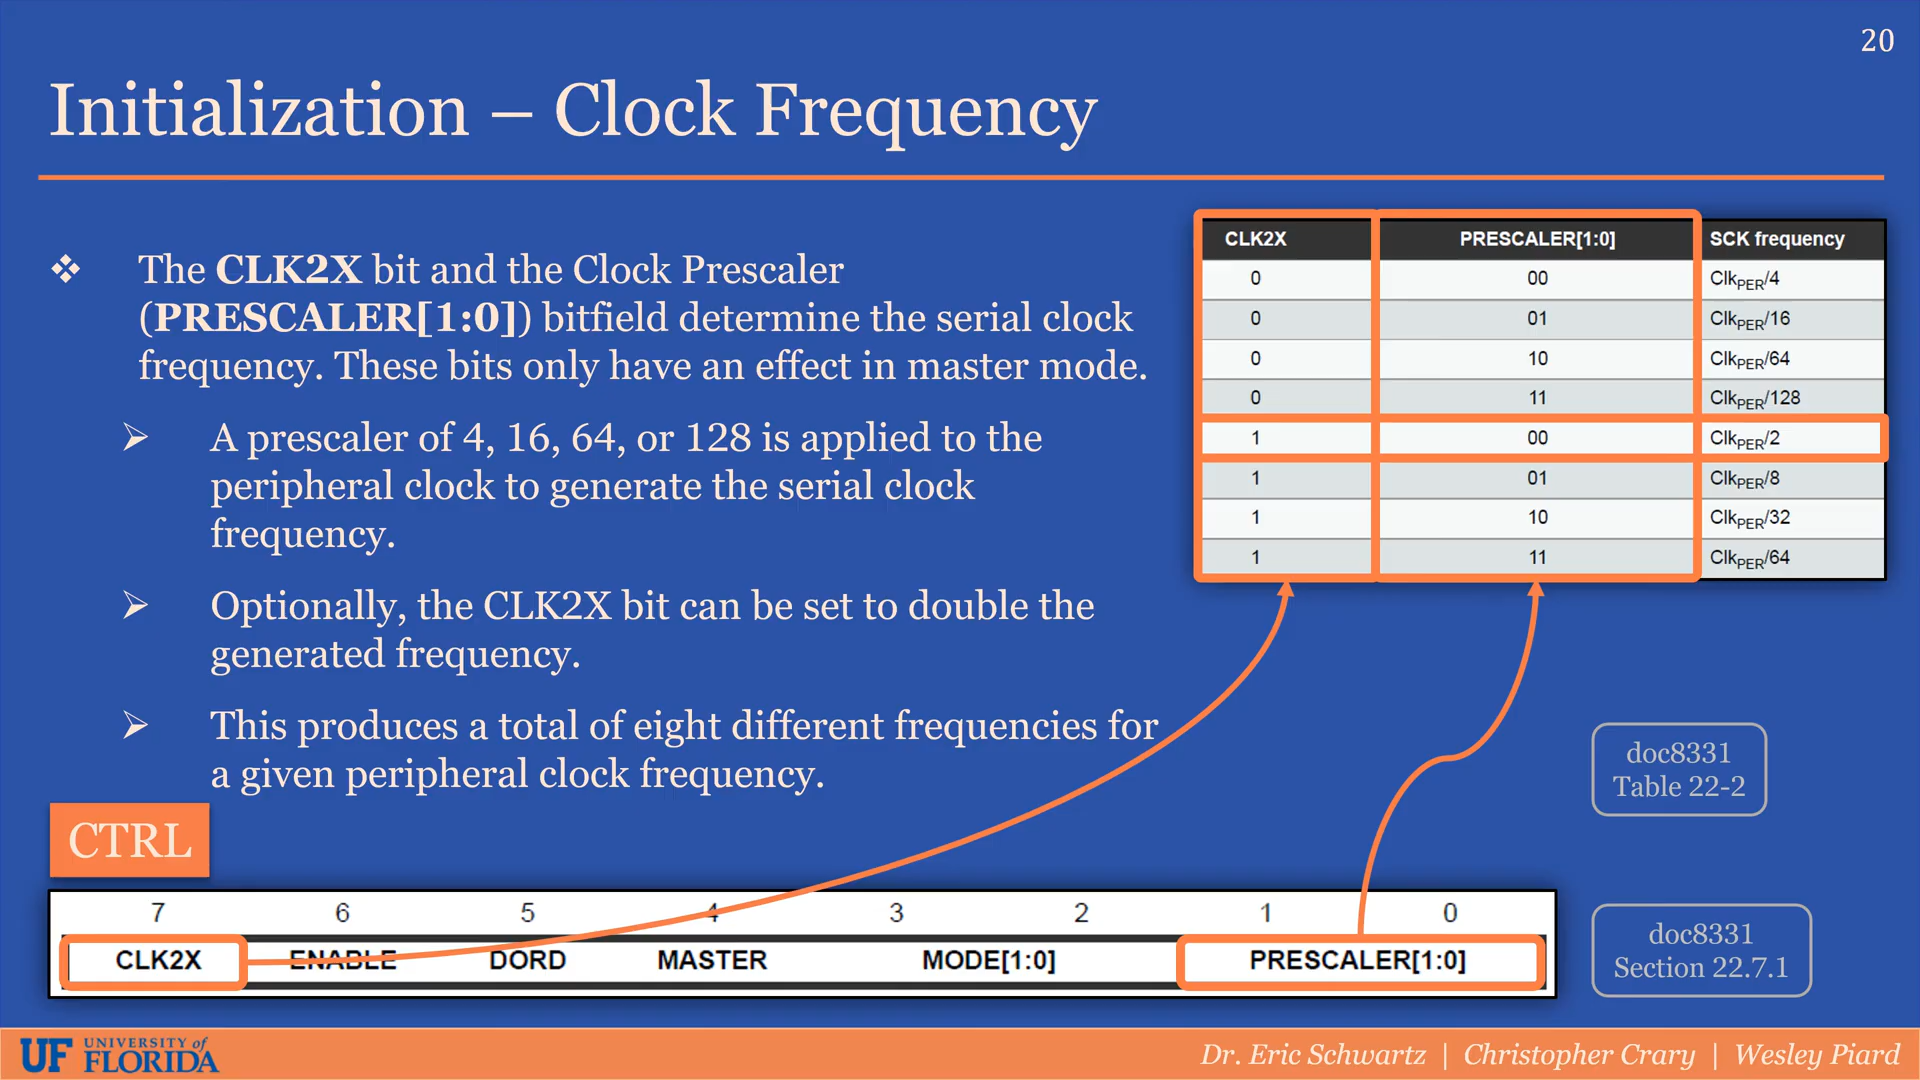 20
Initialization – Clock Frequency
❖ The CLK2X bit and the Clock Prescaler
(PRESCALER[1:0]) bitfield determine the serial clock
frequency. These bits only have an effect in master mode.
➢ A prescaler of 4, 16, 64, or 128 is applied to the
peripheral clock to generate the serial clock
frequency.
➢ Optionally, the CLK2X bit can be set to double the
generated frequency.
➢ This produces a total of eight different frequencies for
a given peripheral clock frequency.
CLK2X PRESCALER[1:0] SCK frequency
0 00 ClkPER/4
0 01 ClkPER/16
0 10 ClkPER/64
0 11 ClkPER/128
1 00 ClkPER/2
1 01 ClkPER/8
1 10 ClkPER/32
1 11 ClkPER/64
doc8331
Table 22-2
CTRL
7 6 5 4 3 2 1 0
CLK2X ENABLE DORD MASTER MODE[1:0] PRESCALER[1:0]
doc8331
Section 22.7.1
UF UNIVERSITY of
FLORIDA
Dr. Eric Schwartz | Christopher Crary | Wesley Piard